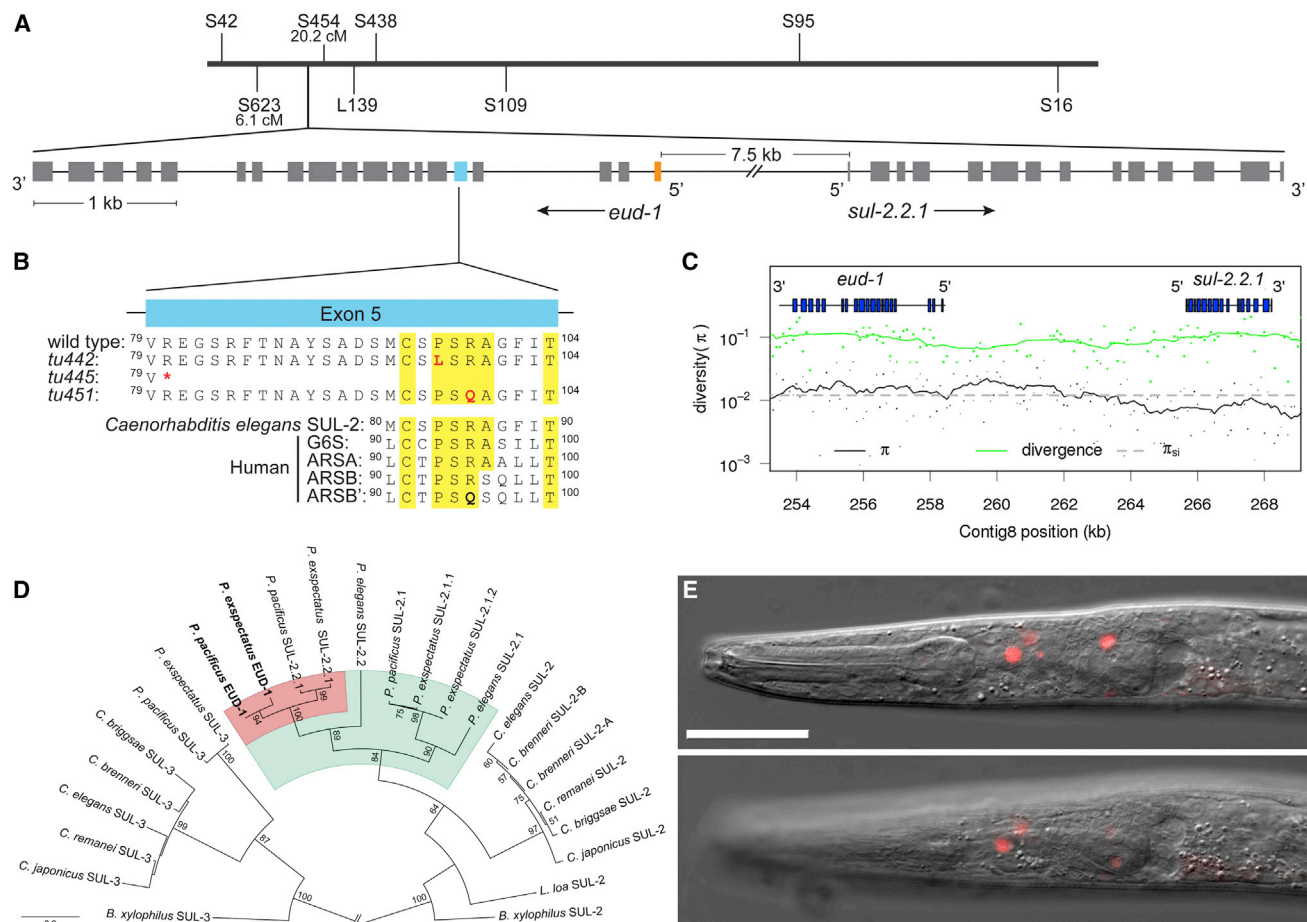 A
S42
S454
20.2 cM
S438
S95
S623
6.1 cM
L139
S109
S16
3'
1 kb
5'
7.5 kb
5'
3'
eud-1
sul-2.2.1
B
Exon 5
wild type: 79 V R E G S R F T N A Y S A D S M C S P S R A G F I T 104
tu442: 79 V R E G S R F T N A Y S A D S M C S L S R A G F I T 104
tu445: 79 V *
tu451: 79 V R E G S R F T N A Y S A D S M C S P S Q A G F I T 104
Caenorhabditis elegans SUL-2: 80 M C S P S R A G F I T 90
Human
G6S: 90 L C C P S R A S I L T 100
ARSA: 90 L C T P S R A A L L T 100
ARSB: 90 L C T P S R S Q L L T 100
ARSB': 90 L C T P S Q S Q L L T 100
C
3'
eud-1
5'
5'
sul-2.2.1
3'
diversity( π )
10⁻¹
10⁻²
10⁻³
π
divergence
πsi
254 256 258 260 262 264 266 268
Contig8 position (kb)
D
C. japonicus SUL-3
C. remanei SUL-3
C. elegans SUL-3
C. brenneri SUL-3
C. briggsae SUL-3
P. pacificus SUL-3
P. exspectatus SUL-3
P. pacificus EUD-1
P. exspectatus EUD-1
P. pacificus SUL-2.2.1
P. exspectatus SUL-2.2.1
P. elegans SUL-2.2
P. pacificus SUL-2.1
P. exspectatus SUL-2.1.1
P. exspectatus SUL-2.1.2
P. elegans SUL-2.1
C. elegans SUL-2
C. brenneri SUL-2-B
C. brenneri SUL-2-A
C. remanei SUL-2
C. briggsae SUL-2
C. japonicus SUL-2
L. loa SUL-2
B. xylophilus SUL-2
B. xylophilus SUL-3
99
100
87
100
94
99
100
89
84
75
98
90
64
60
57
75
51
97
100
E